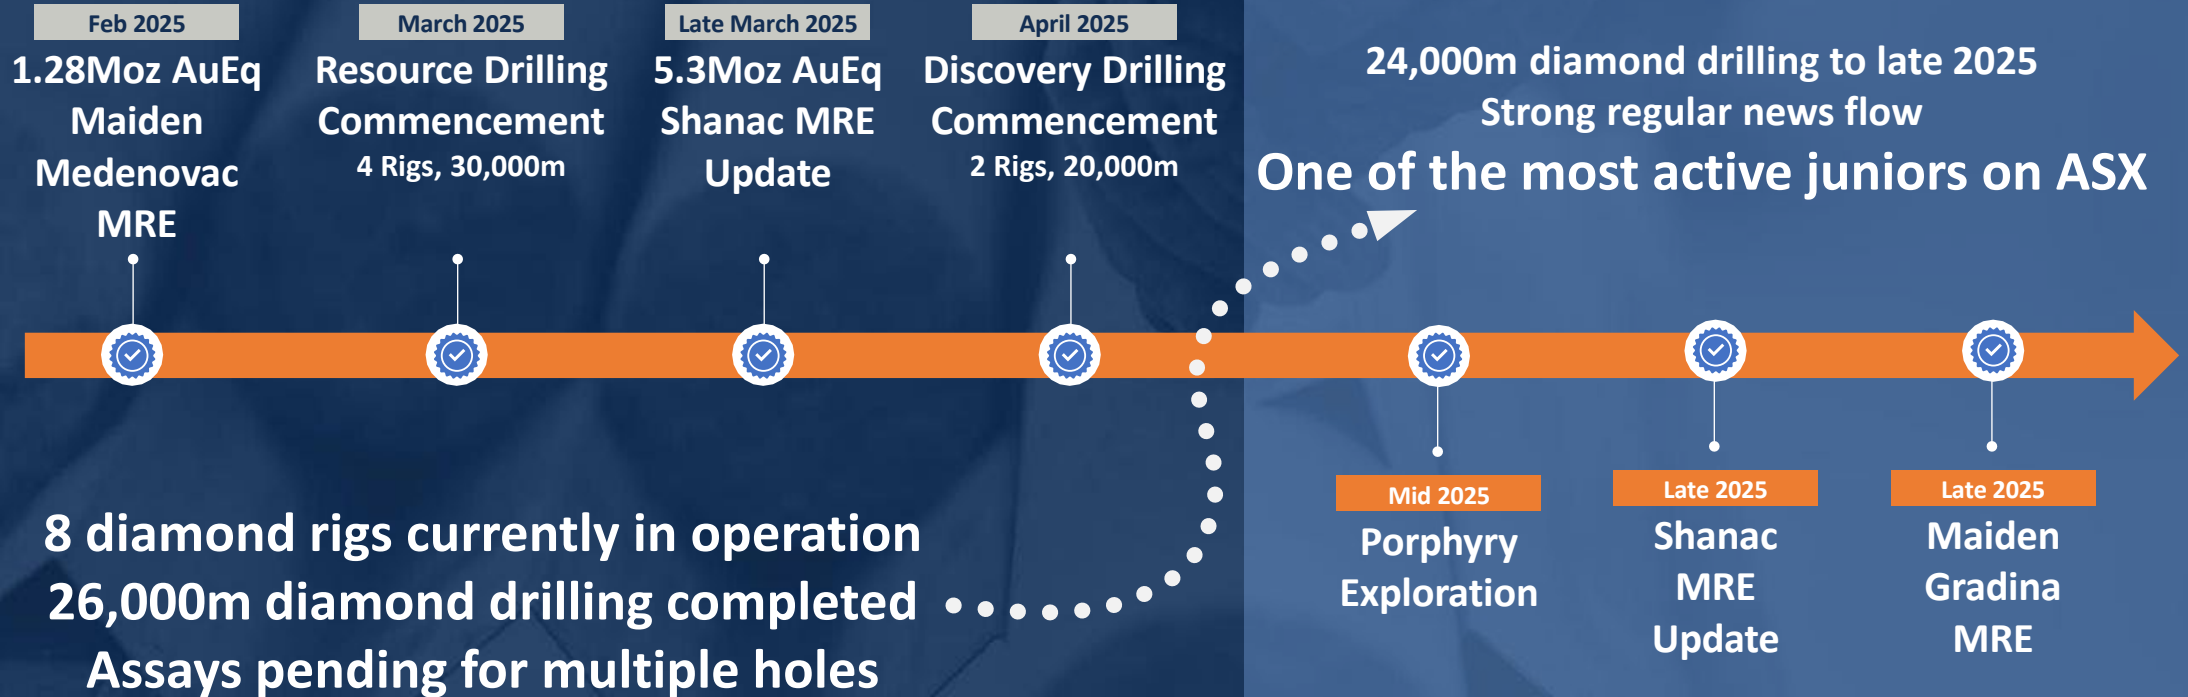 Feb 2025
1.28Moz AuEq
Maiden
Medenovac
MRE
March 2025
Resource Drilling
Commencement
4 Rigs, 30,000m
Late March 2025
5.3Moz AuEq
Shanac MRE
Update
April 2025
Discovery Drilling
Commencement
2 Rigs, 20,000m
24,000m diamond drilling to late 2025
Strong regular news flow
One of the most active juniors on ASX
8 diamond rigs currently in operation
26,000m diamond drilling completed
Assays pending for multiple holes
Mid 2025
Porphyry
Exploration
Late 2025
Shanac
MRE
Update
Late 2025
Maiden
Gradina
MRE